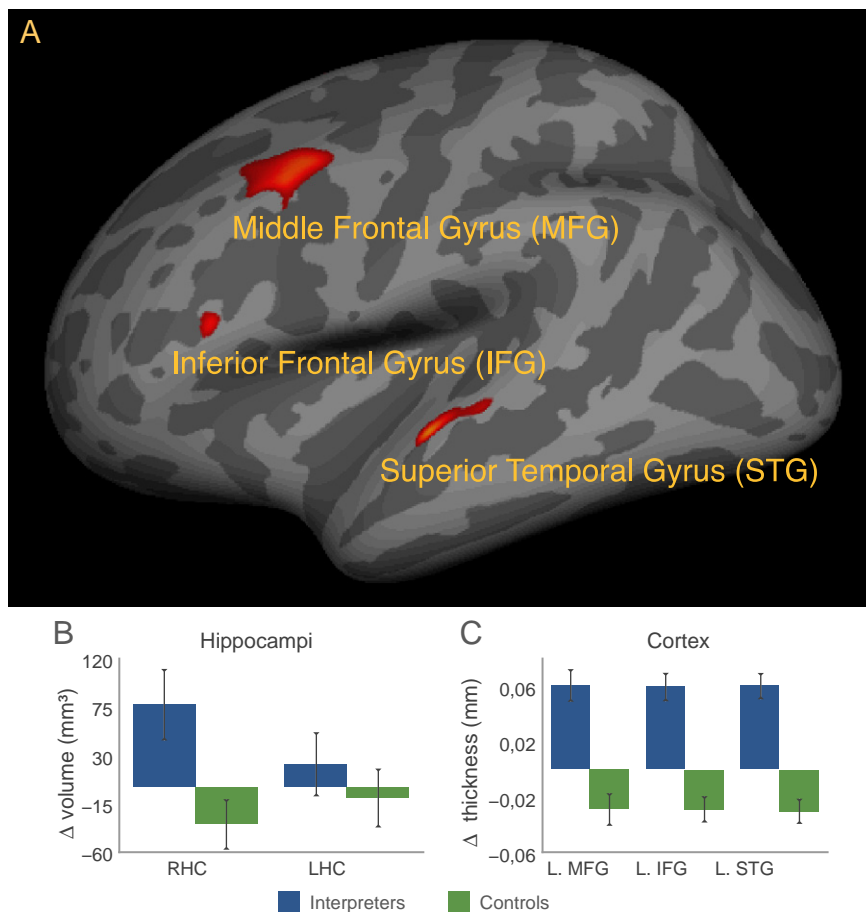 A
Middle Frontal Gyrus (MFG)
Inferior Frontal Gyrus (IFG)
Superior Temporal Gyrus (STG)
B
Hippocampi
Δ volume (mm³)
120
75
30
−15
−60
RHC
LHC
C
Cortex
Δ thickness (mm)
0,06
0,02
−0,02
−0,06
L. MFG
L. IFG
L. STG
Interpreters
Controls